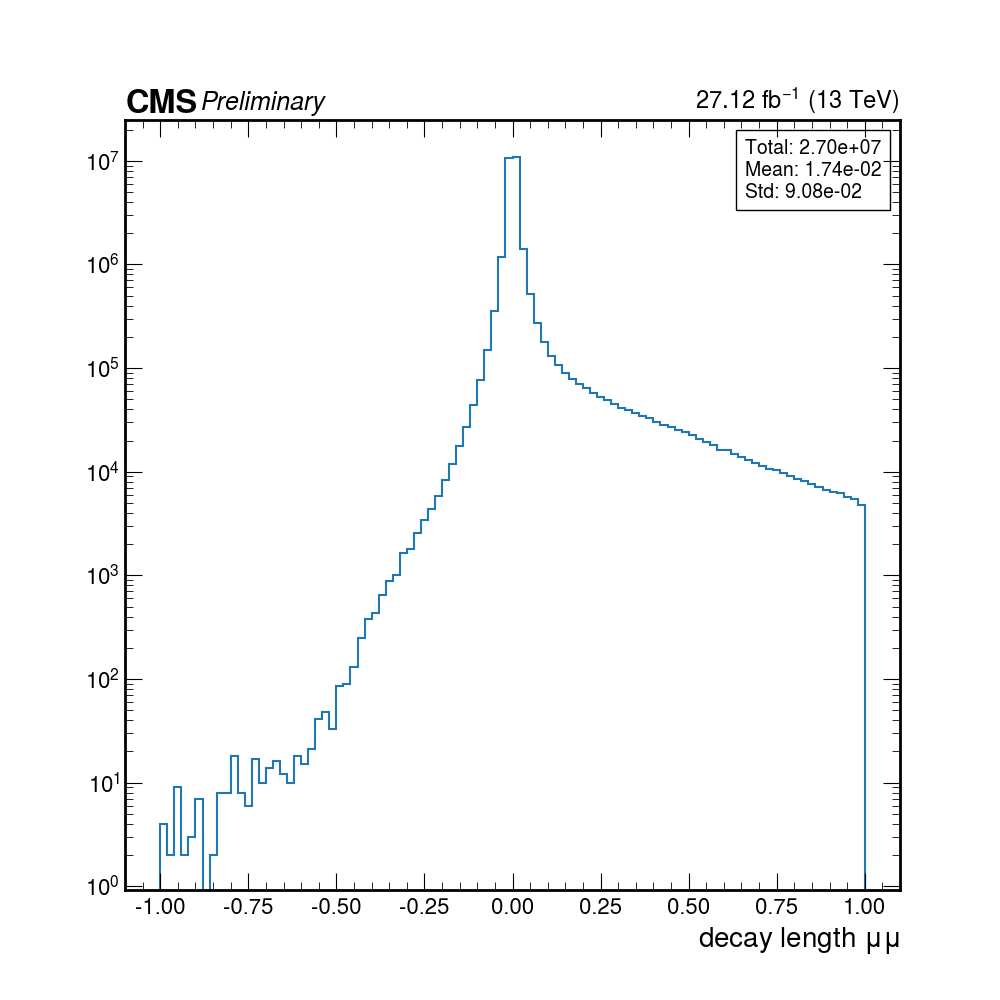 CMS Preliminary
27.12 fb⁻¹ (13 TeV)
Total: 2.70e+07
Mean: 1.74e-02
Std: 9.08e-02
10⁷
10⁶
10⁵
10⁴
10³
10²
10¹
10⁰
-1.00 -0.75 -0.50 -0.25 0.00 0.25 0.50 0.75 1.00
decay length μμ